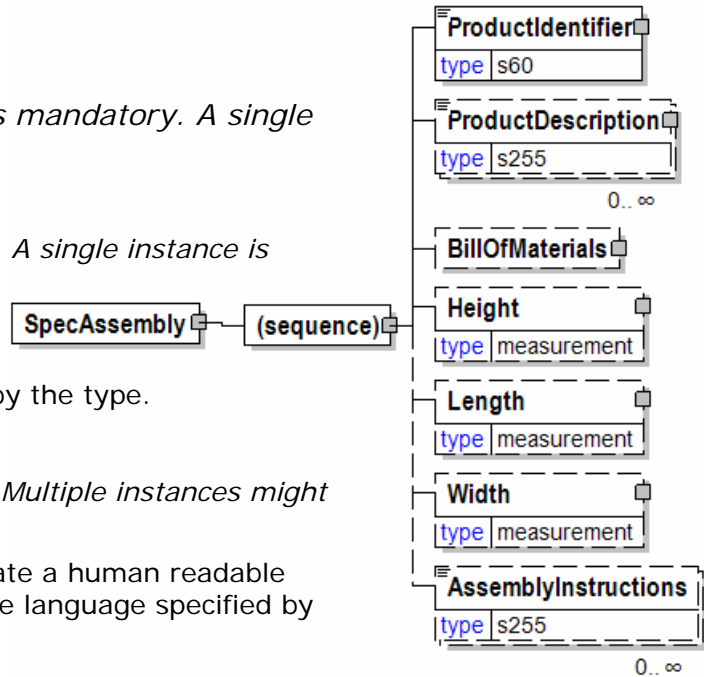 s mandatory. A single
A single instance is
by the type.
Multiple instances might
ate a human readable
e language specified by
SpecAssembly
(sequence)
ProductIdentifier
type s60
ProductDescription
type s255
0.. ∞
BillOfMaterials
Height
type measurement
Length
type measurement
Width
type measurement
AssemblyInstructions
type s255
0.. ∞